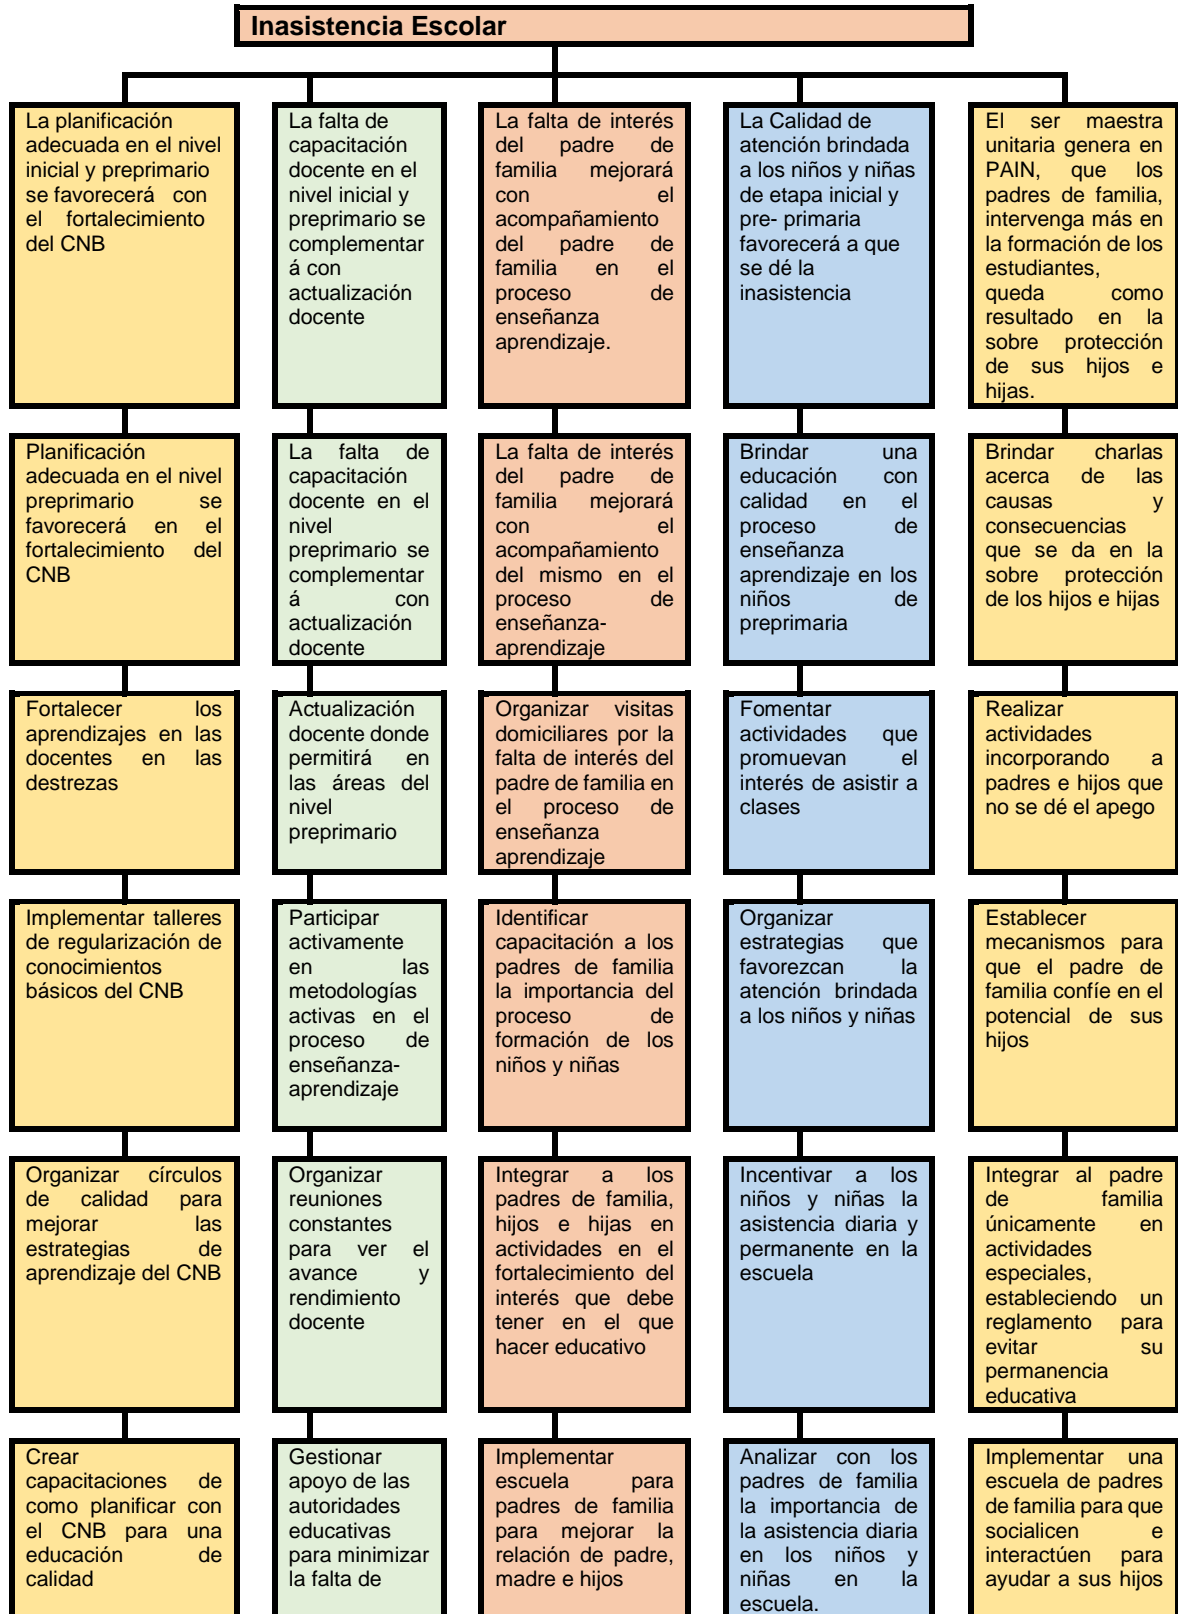 Inasistencia Escolar
La planificación
adecuada en el nivel
inicial y preprimario
se favorecerá con
el fortalecimiento
del CNB
La falta de
capacitación
docente en el
nivel inicial y
preprimario se
complementar
á con
actualización
docente
La falta de interés
del padre de
familia mejorará
con el
acompañamiento
del padre de
familia en el
proceso de
enseñanza
aprendizaje.
La Calidad de
atención brindada
a los niños y niñas
de etapa inicial y
pre- primaria
favorecerá a que
se dé la
inasistencia
El ser maestra
unitaria genera en
PAIN, que los
padres de familia,
intervenga más en
la formación de los
estudiantes,
queda como
resultado en la
sobre protección
de sus hijos e
hijas.
Planificación
adecuada en el nivel
preprimario se
favorecerá en el
fortalecimiento del
CNB
La falta de
capacitación
docente en el
nivel
preprimario se
complementar
á con
actualización
docente
La falta de interés
del padre de
familia mejorará
con el
acompañamiento
del mismo en el
proceso de
enseñanza-
aprendizaje
Brindar una
educación con
calidad en el
proceso de
enseñanza
aprendizaje en los
niños de
preprimaria
Brindar charlas
acerca de las
causas y
consecuencias
que se da en la
sobre protección
de los hijos e hijas
Fortalecer los
aprendizajes en las
docentes en las
destrezas
Actualización
docente donde
permitirá en
las áreas del
nivel
preprimario
Organizar visitas
domiciliares por la
falta de interés del
padre de familia en
el proceso de
enseñanza
aprendizaje
Fomentar
actividades que
promuevan el
interés de asistir a
clases
Realizar
actividades
incorporando a
padres e hijos que
no se dé el apego
Implementar talleres
de regularización de
conocimientos
básicos del CNB
Participar
activamente
en las
metodologías
activas en el
proceso de
enseñanza-
aprendizaje
Identificar
capacitación a los
padres de familia
la importancia del
proceso de
formación de los
niños y niñas
Organizar
estrategias que
favorezcan la
atención brindada
a los niños y niñas
Establecer
mecanismos para
que el padre de
familia confíe en el
potencial de sus
hijos
Organizar círculos
de calidad para
mejorar las
estrategias de
aprendizaje del CNB
Organizar
reuniones
constantes
para ver el
avance y
rendimiento
docente
Integrar a los
padres de familia,
hijos e hijas en
actividades en el
fortalecimiento del
interés que debe
tener en el que
hacer educativo
Incentivar a los
niños y niñas la
asistencia diaria y
permanente en la
escuela
Integrar al padre
de familia
únicamente en
actividades
especiales,
estableciendo un
reglamento para
evitar su
permanencia
educativa
Crear
capacitaciones de
como planificar con
el CNB para una
educación de
calidad
Gestionar
apoyo de las
autoridades
educativas
para minimizar
la falta de
Implementar
escuela para
padres de familia
para mejorar la
relación de padre,
madre e hijos
Analizar con los
padres de familia
la importancia de
la asistencia diaria
en los niños y
niñas en la
escuela.
Implementar una
escuela de padres
de familia para que
socialicen e
interactúen para
ayudar a sus hijos